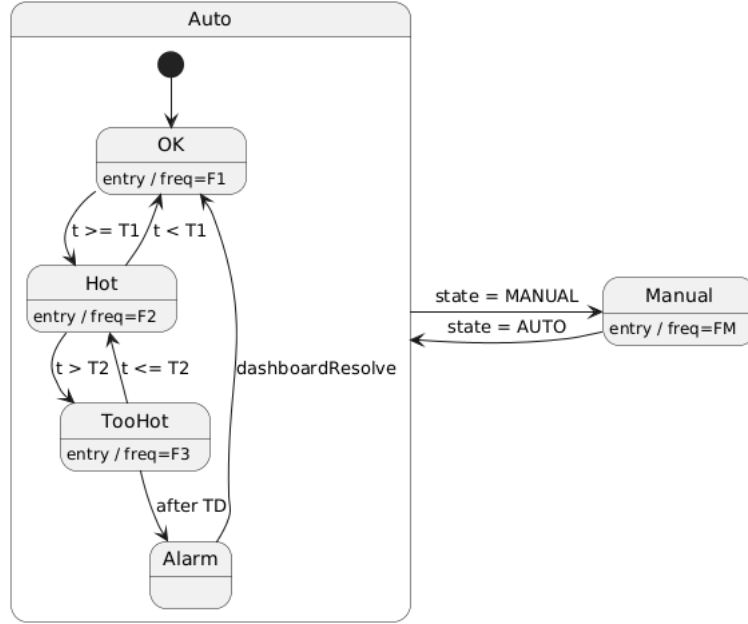 Auto
OK
entry / freq=F1
t >= T1
t < T1
Hot
entry / freq=F2
state = MANUAL
Manual
state = AUTO
entry / freq=FM
t > T2
t <= T2
dashboardResolve
TooHot
entry / freq=F3
after TD
Alarm